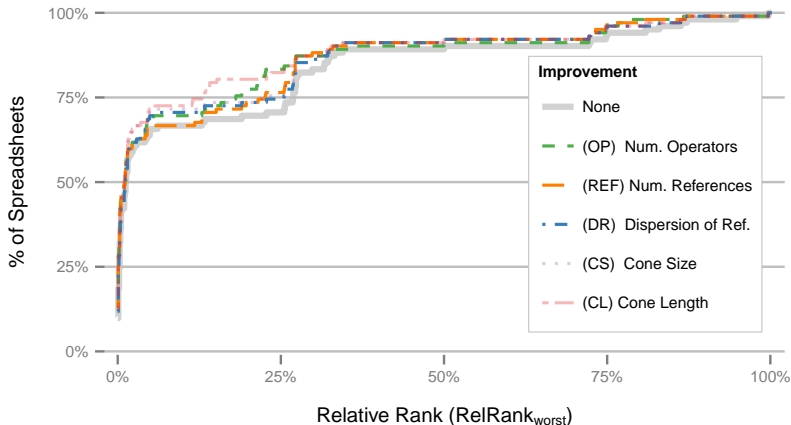 100%
75%
50%
25%
0%
% of Spreadsheets
Improvement
None
(OP) Num. Operators
(REF) Num. References
(DR) Dispersion of Ref.
(CS) Cone Size
(CL) Cone Length
0% 25% 50% 75% 100%
Relative Rank (RelRankworst)